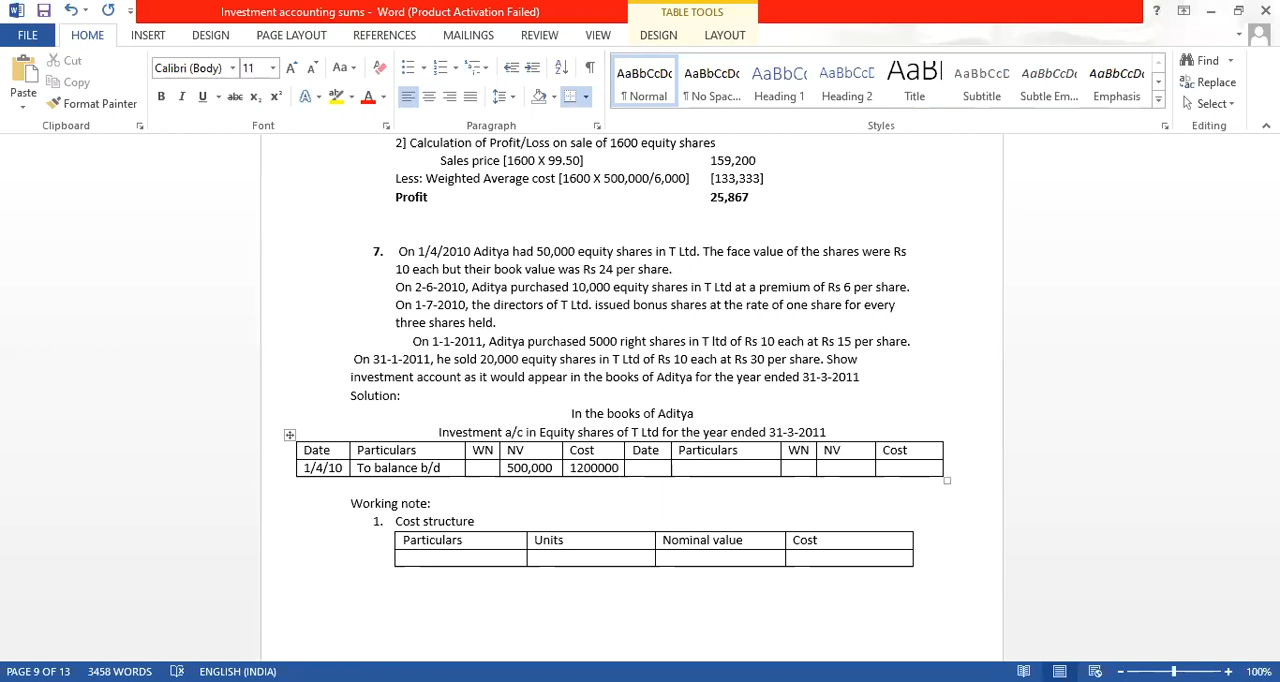 Investment accounting sums - Word (Product Activation Failed)
TABLE TOOLS
FILE HOME INSERT DESIGN PAGE LAYOUT REFERENCES MAILINGS REVIEW VIEW DESIGN LAYOUT
Paste
Cut
Copy
Format Painter
Clipboard
Calibri (Body) 11
Font
Paragraph
AaBbCcDc AaBbCcDc AaBbCc AaBbCcD AaBl AaBbCcD AaBbCcDc AaBbCcDc
¶ Normal ¶ No Spac... Heading 1 Heading 2 Title Subtitle Subtle Em... Emphasis
Styles
Find
Replace
Select
Editing
2] Calculation of Profit/Loss on sale of 1600 equity shares
Sales price [1600 X 99.50] 159,200
Less: Weighted Average cost [1600 X 500,000/6,000] [133,333]
Profit 25,867
7. On 1/4/2010 Aditya had 50,000 equity shares in T Ltd. The face value of the shares were Rs
10 each but their book value was Rs 24 per share.
On 2-6-2010, Aditya purchased 10,000 equity shares in T Ltd at a premium of Rs 6 per share.
On 1-7-2010, the directors of T Ltd. issued bonus shares at the rate of one share for every
three shares held.
On 1-1-2011, Aditya purchased 5000 right shares in T ltd of Rs 10 each at Rs 15 per share.
On 31-1-2011, he sold 20,000 equity shares in T Ltd of Rs 10 each at Rs 30 per share. Show
investment account as it would appear in the books of Aditya for the year ended 31-3-2011
Solution:
In the books of Aditya
Investment a/c in Equity shares of T Ltd for the year ended 31-3-2011
Date Particulars WN NV Cost Date Particulars WN NV Cost
1/4/10 To balance b/d 500,000 1200000
Working note:
1. Cost structure
Particulars Units Nominal value Cost
PAGE 9 OF 13 3458 WORDS ENGLISH (INDIA) 100%